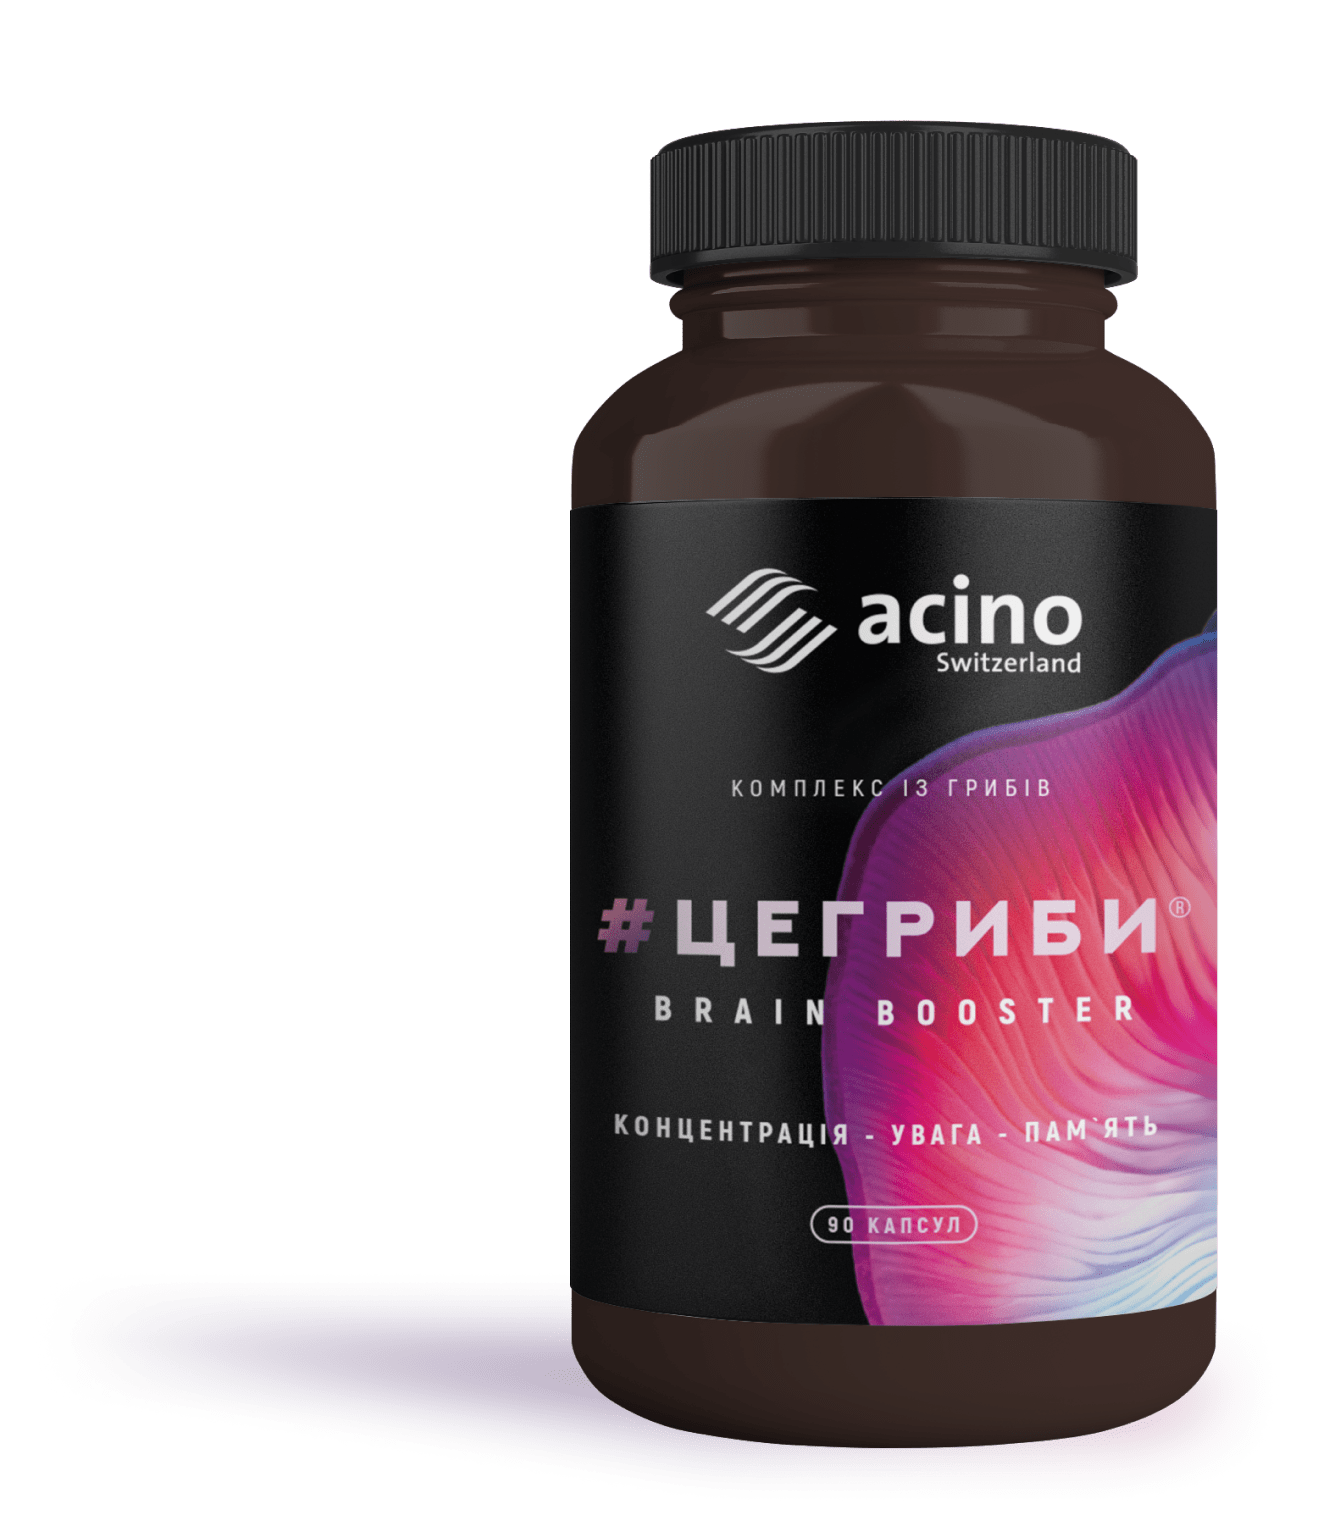 acino
Switzerland
КОМПЛЕКС ІЗ ГРИБІВ
#ЦЕГРИБИ®
BRAIN BOOSTER
КОНЦЕНТРАЦІЯ - УВАГА - ПАМ`ЯТЬ
90 КАПСУЛ